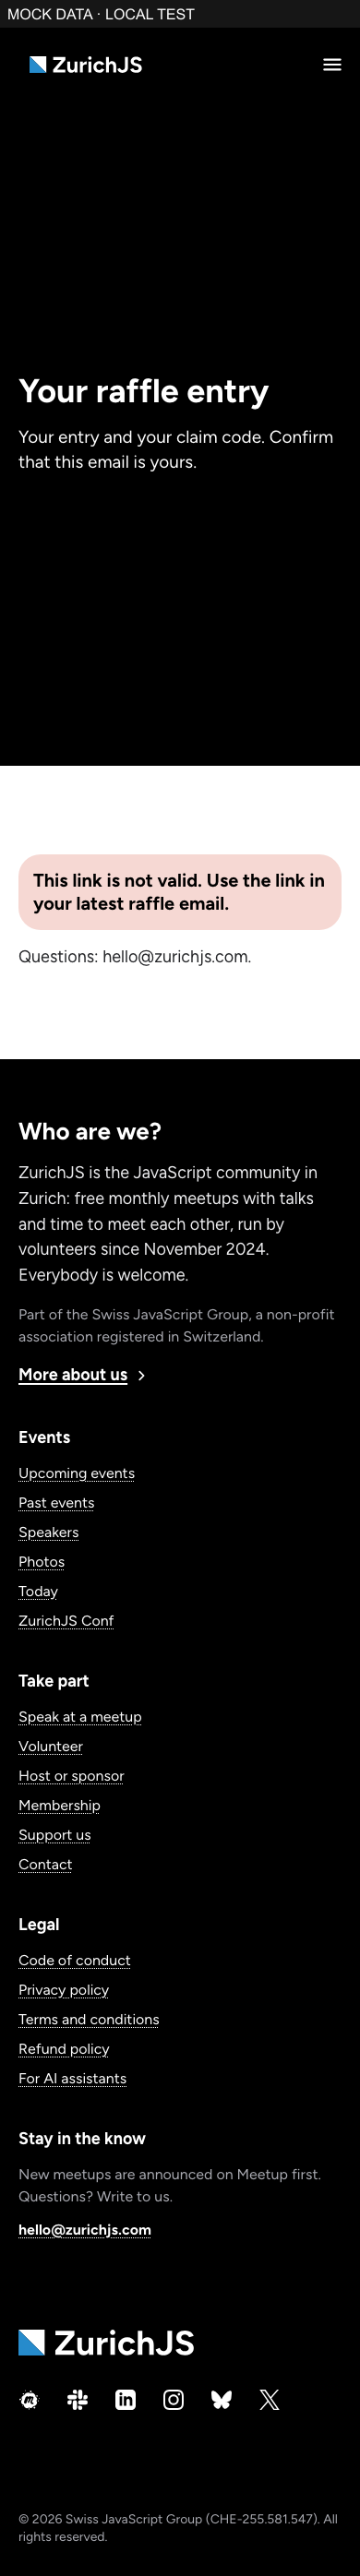 MOCK DATA · LOCAL TEST
ZurichJS
Your raffle entry
Your entry and your claim code. Confirm
that this email is yours.
This link is not valid. Use the link in
your latest raffle email.
Questions: hello@zurichjs.com.
Who are we?
ZurichJS is the JavaScript community in
Zurich: free monthly meetups with talks
and time to meet each other, run by
volunteers since November 2024.
Everybody is welcome.
Part of the Swiss JavaScript Group, a non-profit
association registered in Switzerland.
More about us
Events
Upcoming events
Past events
Speakers
Photos
Today
ZurichJS Conf
Take part
Speak at a meetup
Volunteer
Host or sponsor
Membership
Support us
Contact
Legal
Code of conduct
Privacy policy
Terms and conditions
Refund policy
For AI assistants
Stay in the know
New meetups are announced on Meetup first.
Questions? Write to us.
hello@zurichjs.com
ZurichJS
© 2026 Swiss JavaScript Group (CHE-255.581.547). All
rights reserved.